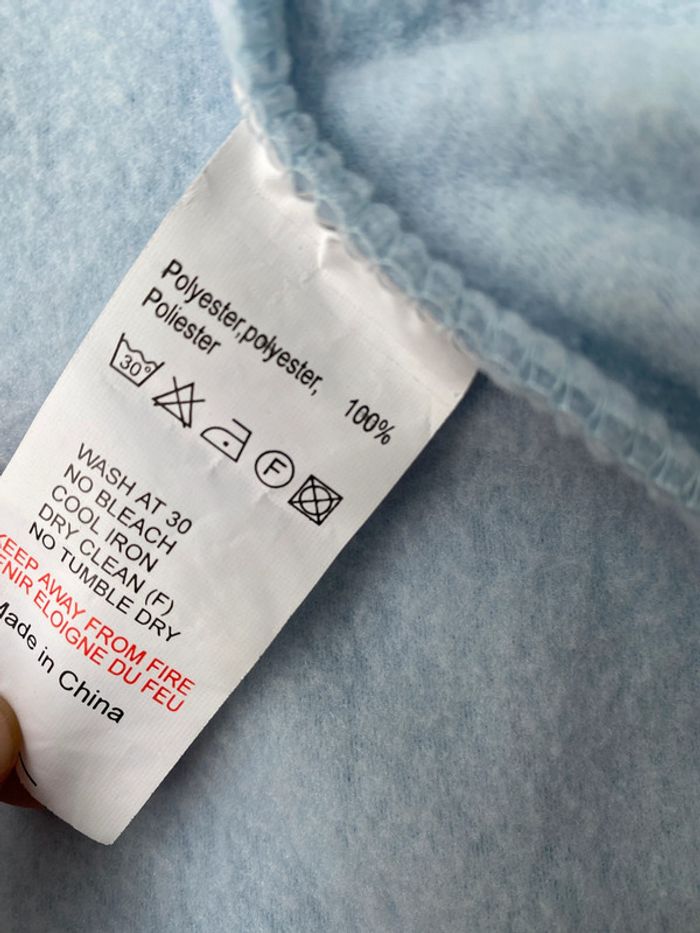 Polyester,polyester, 100%
Poliester
30°
F
WASH AT 30
NO BLEACH
COOL IRON
DRY CLEAN (F)
NO TUMBLE DRY
KEEP AWAY FROM FIRE
ENIR ELOIGNE DU FEU
Made in China